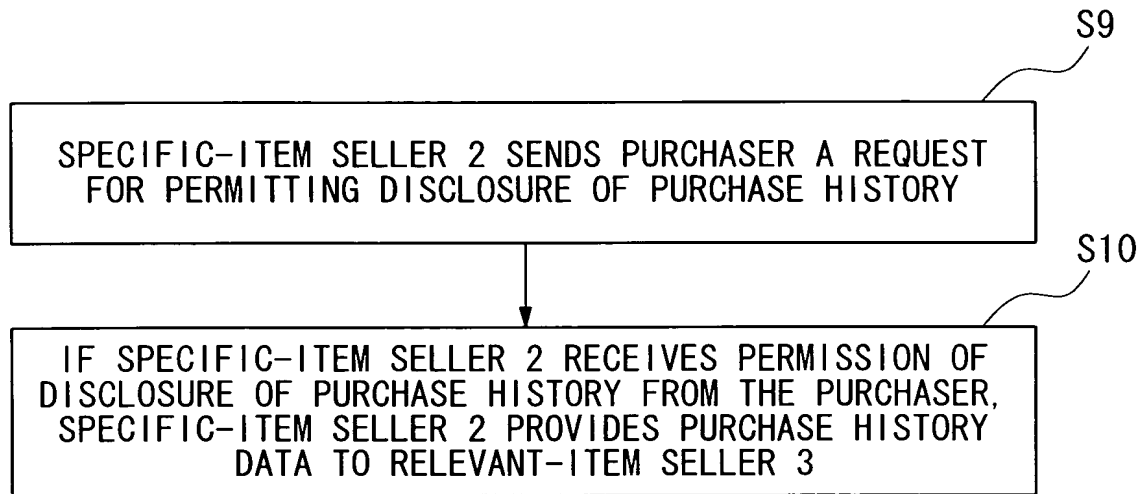 S9
SPECIFIC-ITEM SELLER 2 SENDS PURCHASER A REQUEST
FOR PERMITTING DISCLOSURE OF PURCHASE HISTORY
S10
IF SPECIFIC-ITEM SELLER 2 RECEIVES PERMISSION OF
DISCLOSURE OF PURCHASE HISTORY FROM THE PURCHASER,
SPECIFIC-ITEM SELLER 2 PROVIDES PURCHASE HISTORY
DATA TO RELEVANT-ITEM SELLER 3